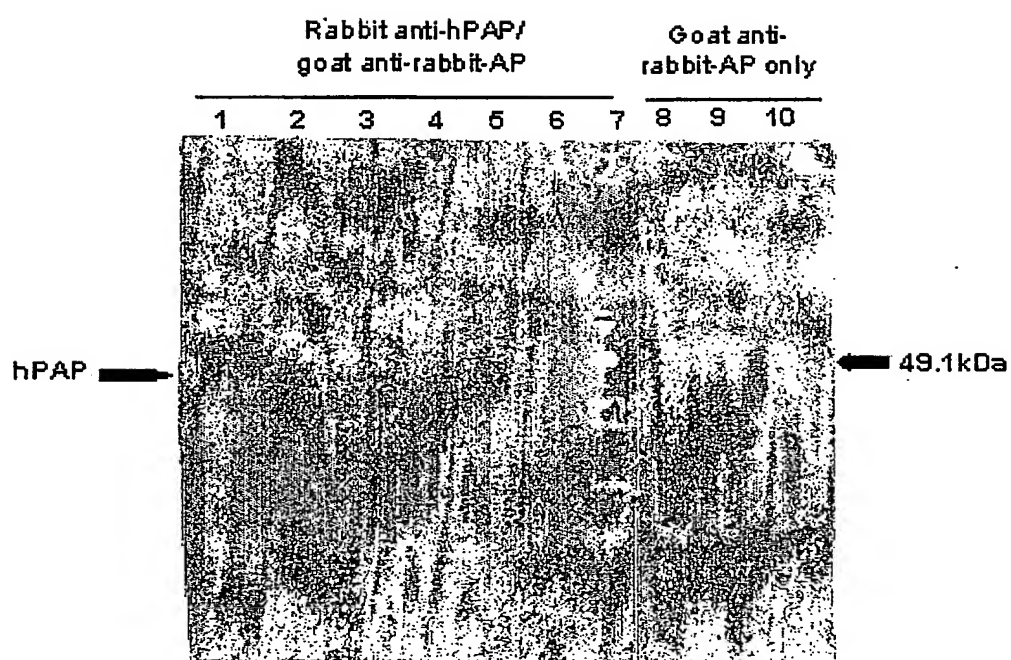 Rabbit anti-hPAP/
goat anti-rabbit-AP
Goat anti-
rabbit-AP only
1 2 3 4 5 6 7 8 9 10
hPAP
49.1kDa